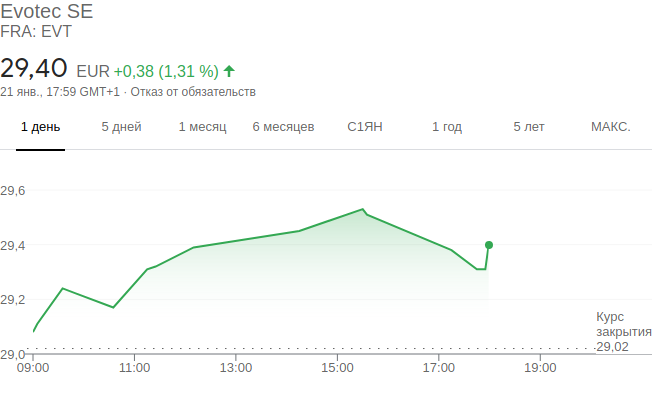 Evotec SE
FRA: EVT
29,40 EUR +0,38 (1,31 %)
21 янв., 17:59 GMT+1 · Отказ от обязательств
1 день 5 дней 1 месяц 6 месяцев С1ЯН 1 год 5 лет МАКС.
29,6
29,4
29,2
Курс
закрытия
29,02
29,0
09:00 11:00 13:00 15:00 17:00 19:00